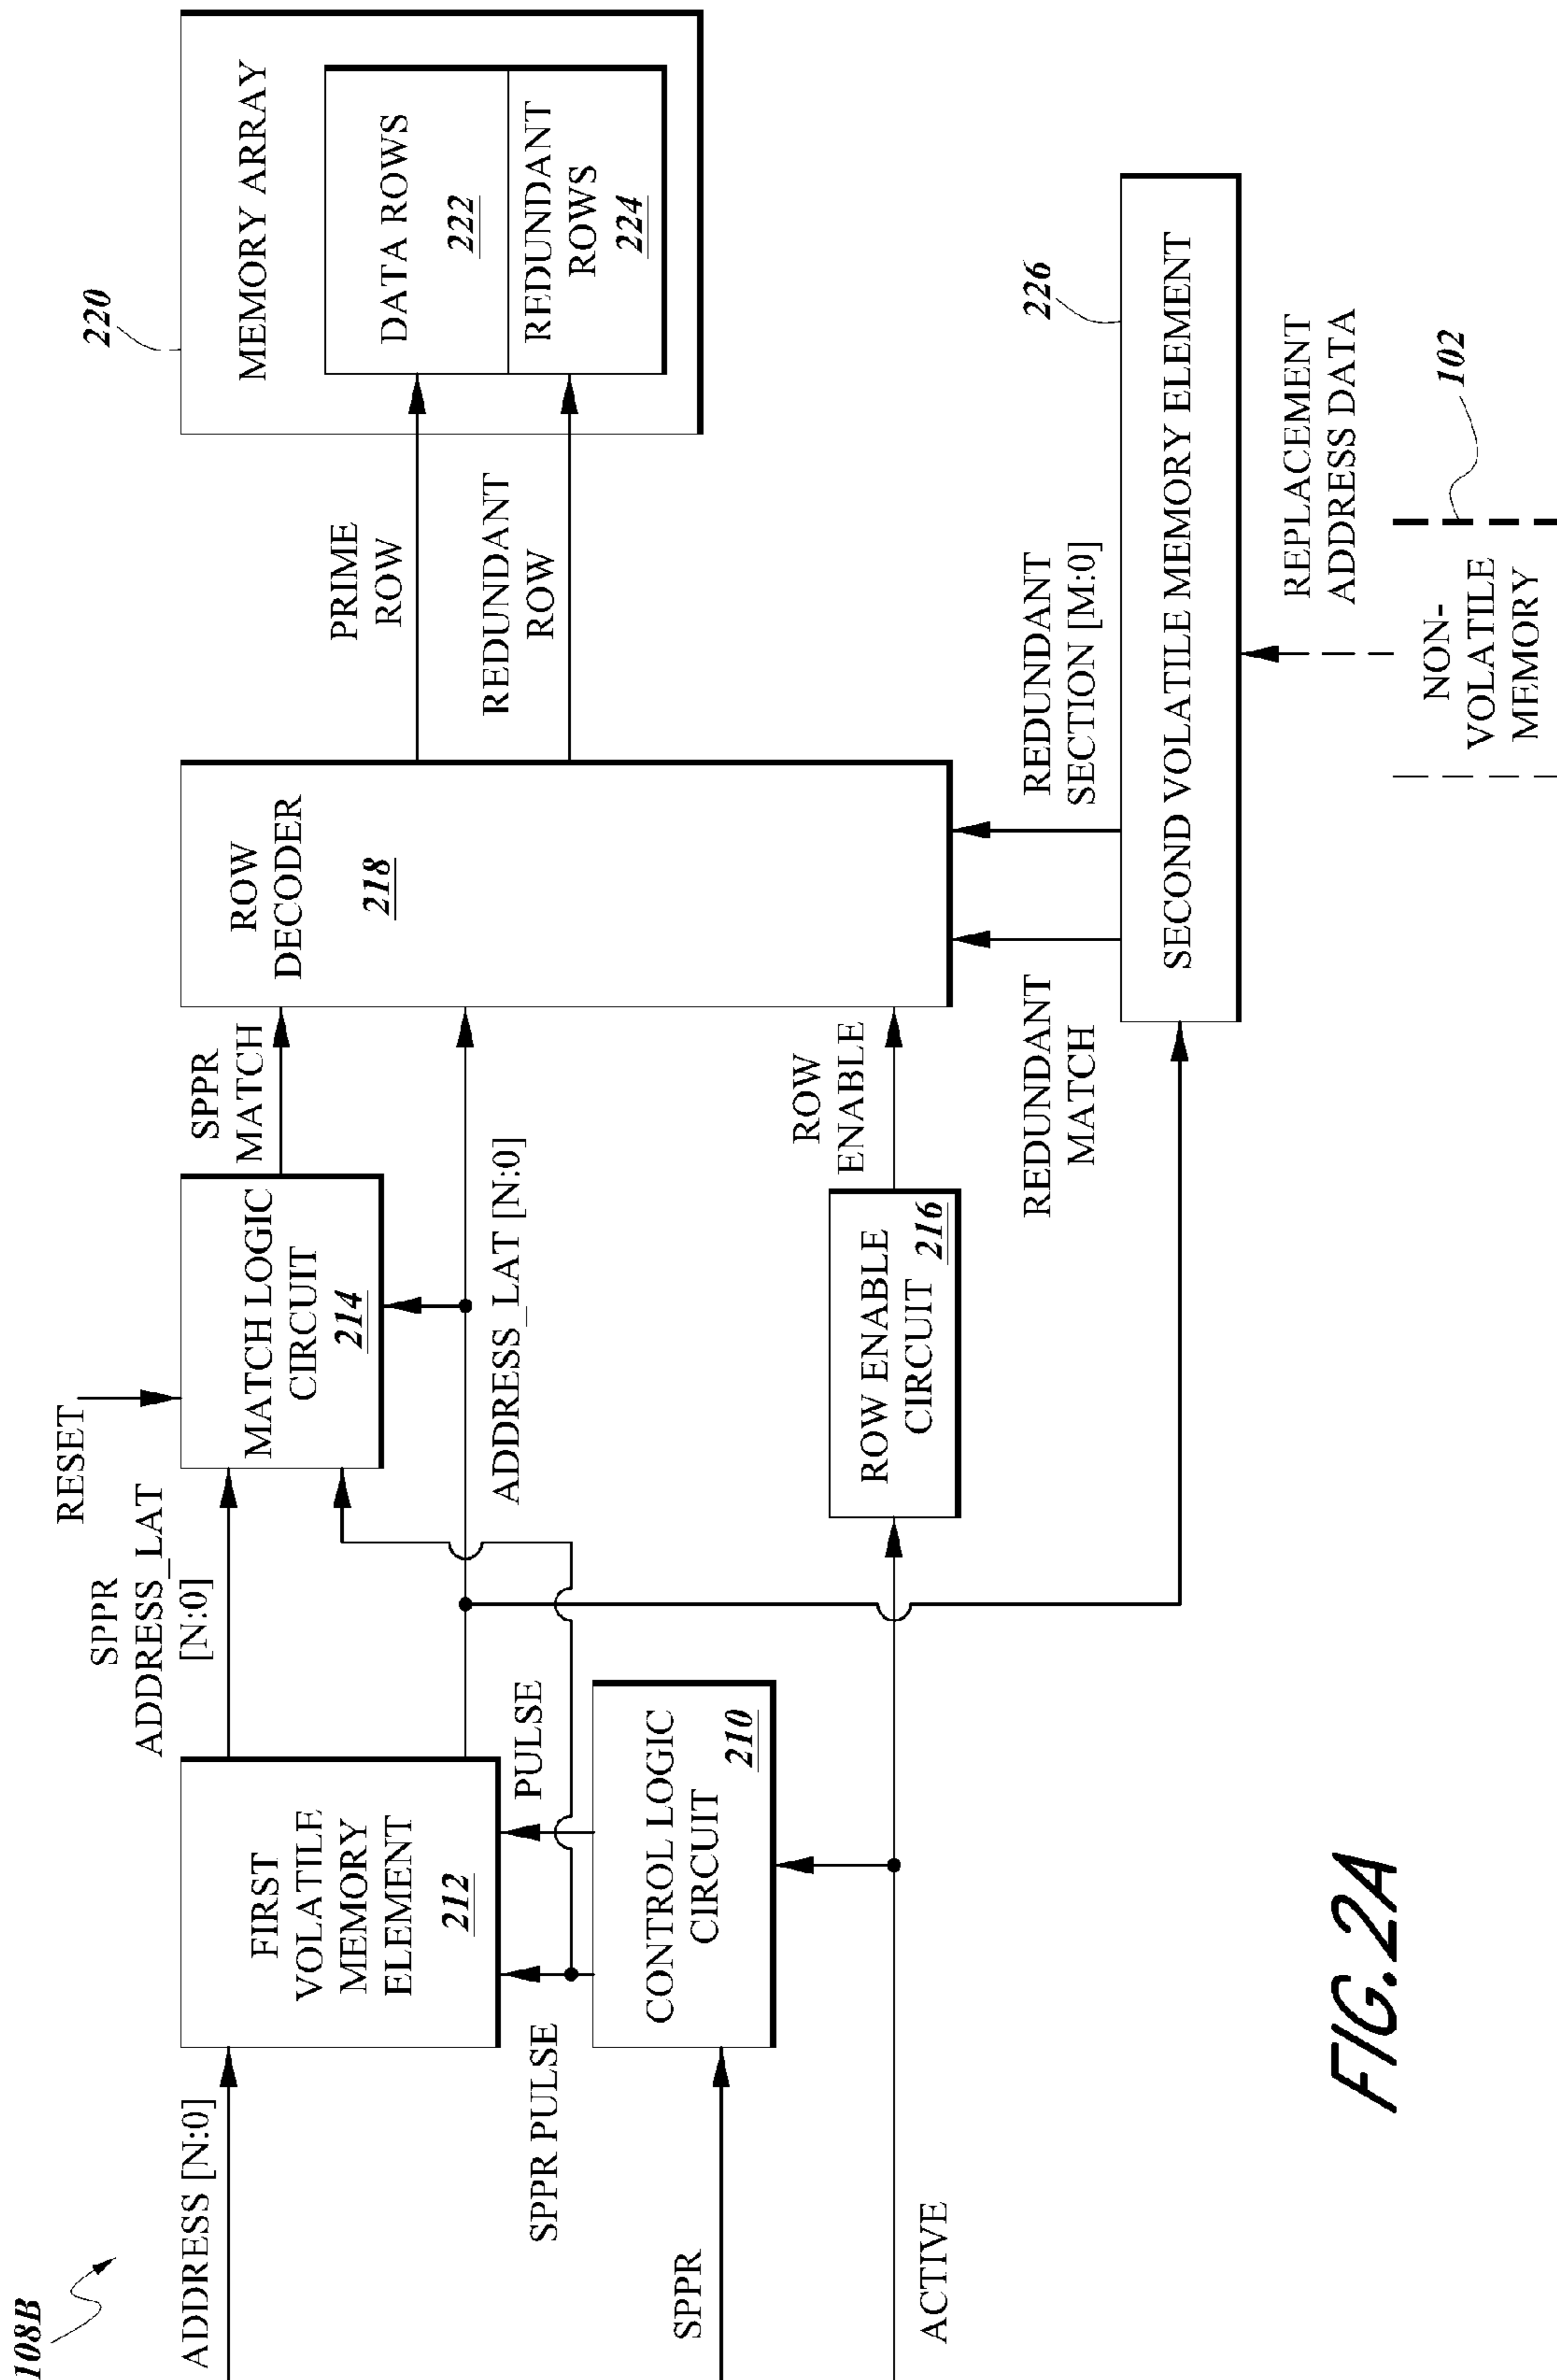 108B
ADDRESS [N:0]
FIRST
VOLATILE
MEMORY
ELEMENT
212
SPPR
ADDRESS_LAT
[N:0]
RESET
MATCH LOGIC
CIRCUIT
214
SPPR
MATCH
ROW
DECODER
218
220
MEMORY ARRAY
DATA ROWS
222
REDUNDANT
ROWS
224
PRIME
ROW
REDUNDANT
ROW
ADDRESS_LAT [N:0]
SPPR PULSE
PULSE
SPPR
CONTROL LOGIC
CIRCUIT
210
ACTIVE
ROW ENABLE
CIRCUIT 216
ROW
ENABLE
REDUNDANT
MATCH
REDUNDANT
SECTION [M:0]
226
SECOND VOLATILE MEMORY ELEMENT
REPLACEMENT
ADDRESS DATA
NON-
VOLATILE
MEMORY
102
FIG. 2A